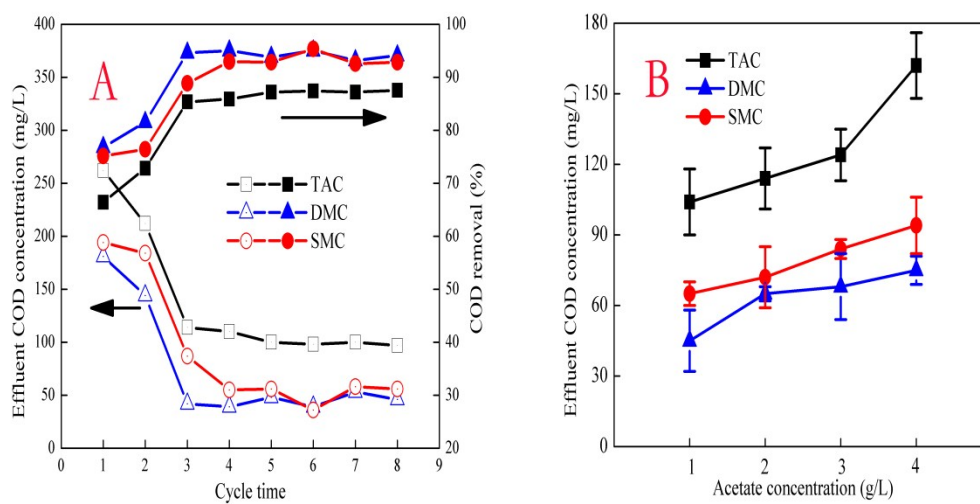 A
Effluent COD concentration (mg/L)
400
350
300
250
200
150
100
50
0
TAC
DMC
SMC
100
90
80
70
60
50
40
30
20
COD removal (%)
0 1 2 3 4 5 6 7 8 9
Cycle time
B
Effluent COD concentration (mg/L)
180
150
120
90
60
30
0
TAC
DMC
SMC
1 2 3 4
Acetate concentration (g/L)